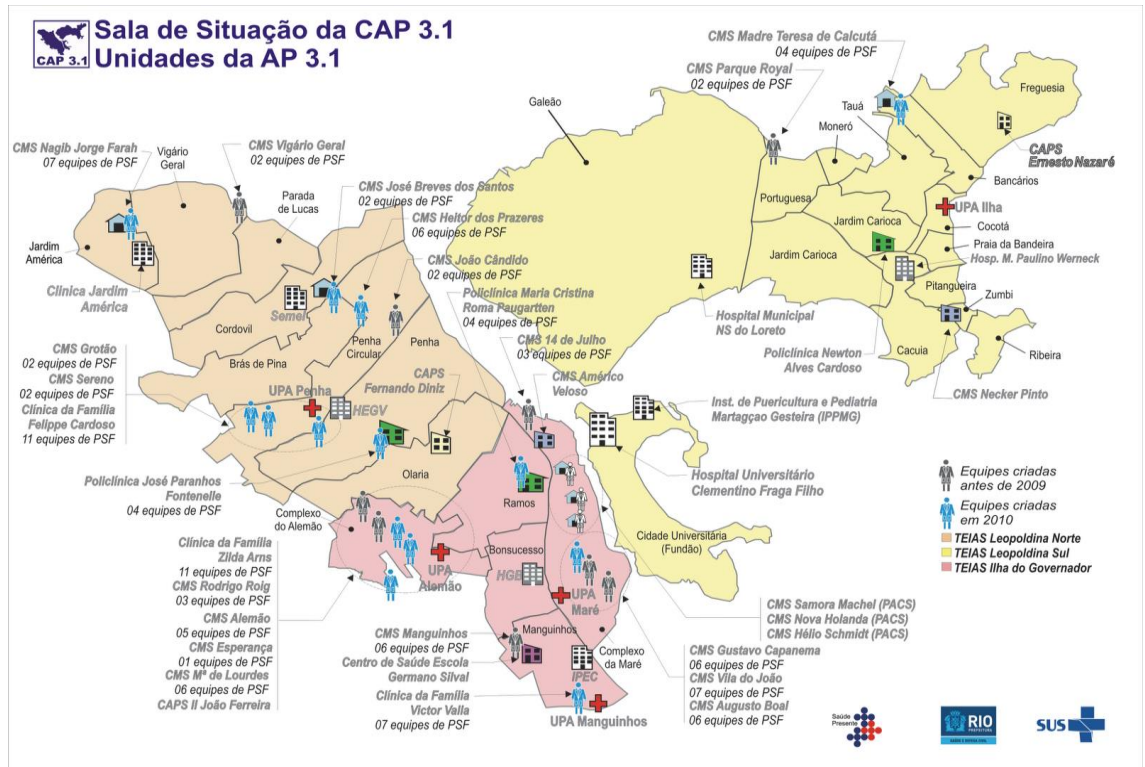 CAP 3.1
Sala de Situação da CAP 3.1
Unidades da AP 3.1
CMS Madre Teresa de Calcutá
04 equipes de PSF
CMS Parque Royal
02 equipes de PSF
Galeão
Freguesia
Tauá
Moneró
CAPS
Ernesto Nazaré
Bancários
CMS Nagib Jorge Farah
07 equipes de PSF
Vigário
Geral
CMS Vigário Geral
02 equipes de PSF
Parada
de Lucas
CMS José Breves dos Santos
02 equipes de PSF
CMS Heitor dos Prazeres
06 equipes de PSF
CMS João Cândido
02 equipes de PSF
Policlínica Maria Cristina
Roma Paugartten
04 equipes de PSF
CMS 14 de Julho
03 equipes de PSF
CMS Américo
Veloso
Portuguesa
Jardim Carioca
Jardim Carioca
UPA Ilha
Cocotá
Praia da Bandeira
Hosp. M. Paulino Werneck
Pitangueira
Zumbi
Cacuia
Ribeira
Jardim
América
Clinica Jardim
América
Semel
Cordovil
Brás de Pina
Penha
Circular
Penha
Hospital Municipal
NS do Loreto
Policlínica Newton
Alves Cardoso
CMS Necker Pinto
CMS Grotão
02 equipes de PSF
CMS Sereno
02 equipes de PSF
Clínica da Família
Felippe Cardoso
11 equipes de PSF
UPA Penha
HEGV
CAPS
Fernando Diniz
Inst. de Puericultura e Pediatria
Martagçao Gesteira (IPPMG)
Hospital Universitário
Clementino Fraga Filho
Olaria
Policlínica José Paranhos
Fontenelle
04 equipes de PSF
Complexo
do Alemão
Ramos
Cidade Universitária
(Fundão)
Equipes criadas
antes de 2009
Equipes criadas
em 2010
TEIAS Leopoldina Norte
TEIAS Leopoldina Sul
TEIAS Ilha do Governador
Clínica da Família
Zilda Arns
11 equipes de PSF
CMS Rodrigo Roig
03 equipes de PSF
CMS Alemão
05 equipes de PSF
CMS Esperança
01 equipes de PSF
CMS Mª de Lourdes
06 equipes de PSF
CAPS II João Ferreira
UPA
Alemão
Bonsucesso
HGB
UPA
Maré
Manguinhos
Complexo
da Maré
IPEC
CMS Manguinhos
06 equipes de PSF
Centro de Saúde Escola
Germano Silval
Clínica da Família
Victor Valla
07 equipes de PSF
UPA Manguinhos
CMS Samora Machel (PACS)
CMS Nova Holanda (PACS)
CMS Hélio Schmidt (PACS)
CMS Gustavo Capanema
06 equipes de PSF
CMS Vila do João
07 equipes de PSF
CMS Augusto Boal
06 equipes de PSF
Saúde
Presente
RIO
PREFEITURA
SAÚDE E DEFESA CIVIL
SUS